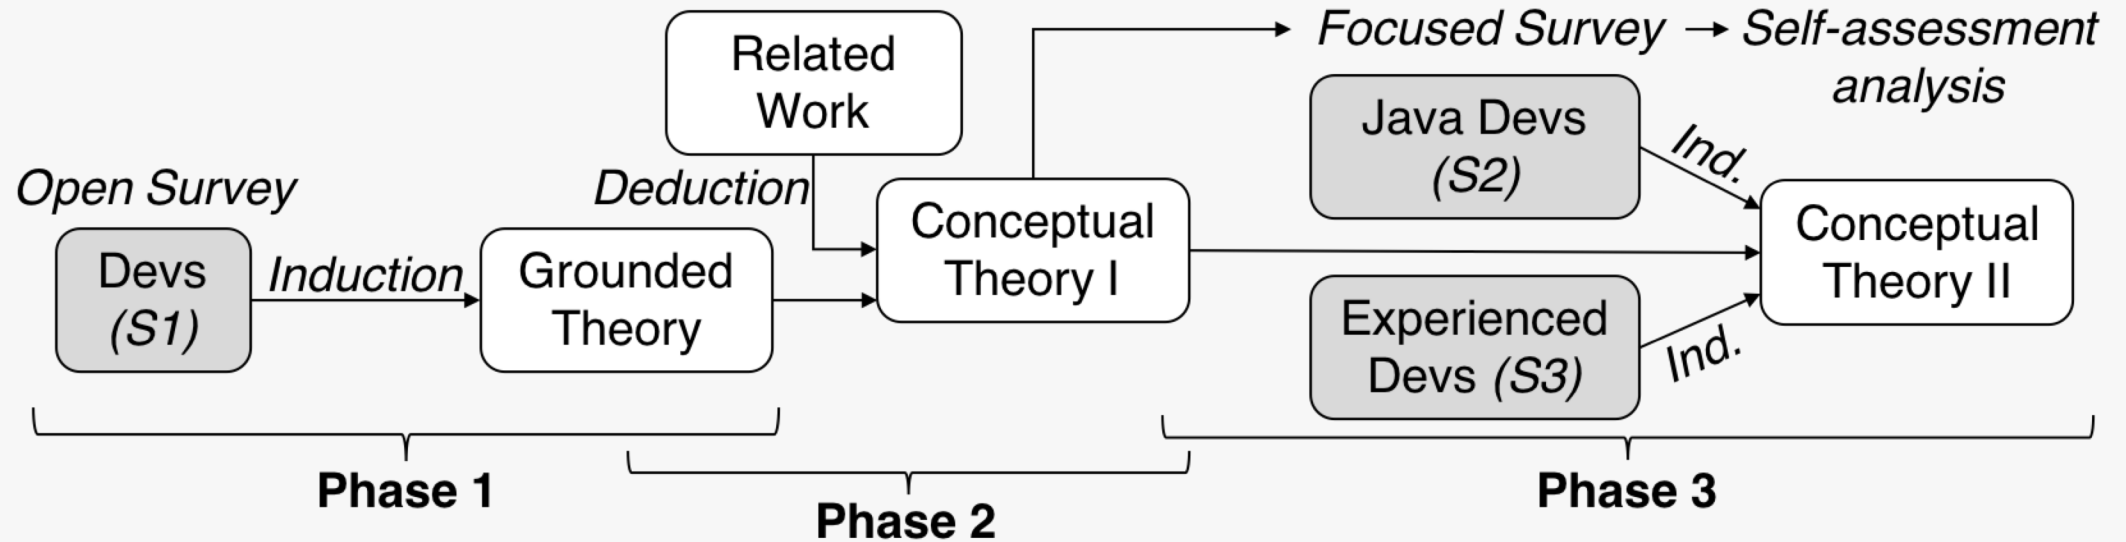 Open Survey
Devs
(S1)
Induction
Grounded
Theory
Related
Work
Deduction
Conceptual
Theory I
Focused Survey
Self-assessment
analysis
Java Devs
(S2)
Ind.
Experienced
Devs (S3)
Ind.
Conceptual
Theory II
Phase 1
Phase 2
Phase 3